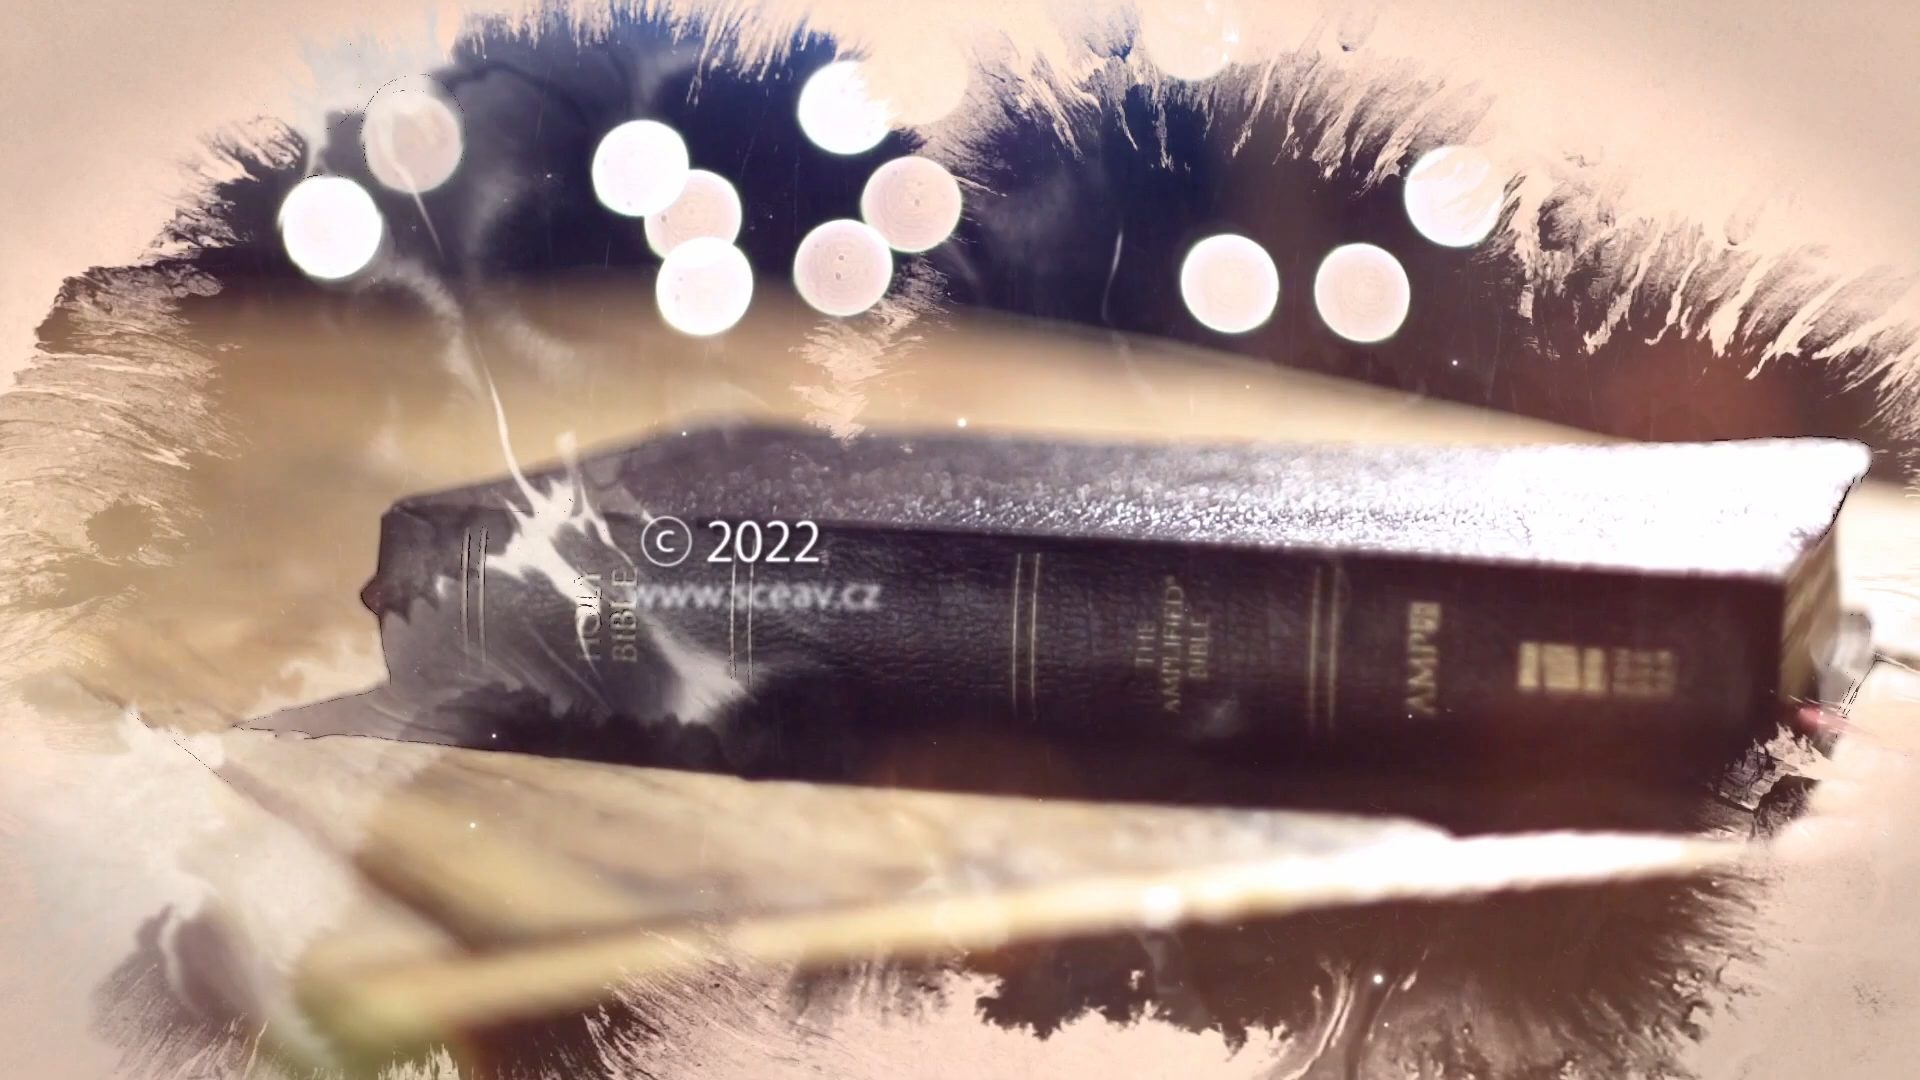 © 2022
www.sceav.cz
HOLY
BIBLE
THE
AMPLIFIED®
BIBLE
AMP